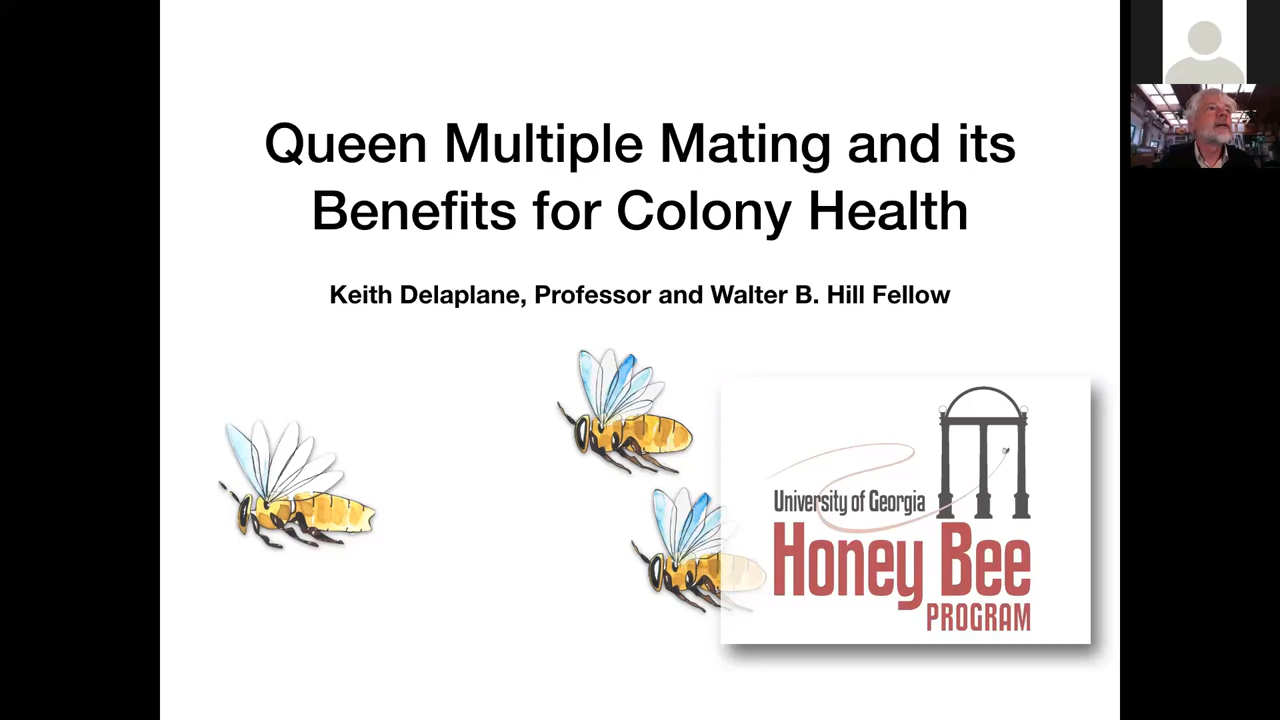 Queen Multiple Mating and its
Benefits for Colony Health
Keith Delaplane, Professor and Walter B. Hill Fellow
University of Georgia
Honey Bee
PROGRAM